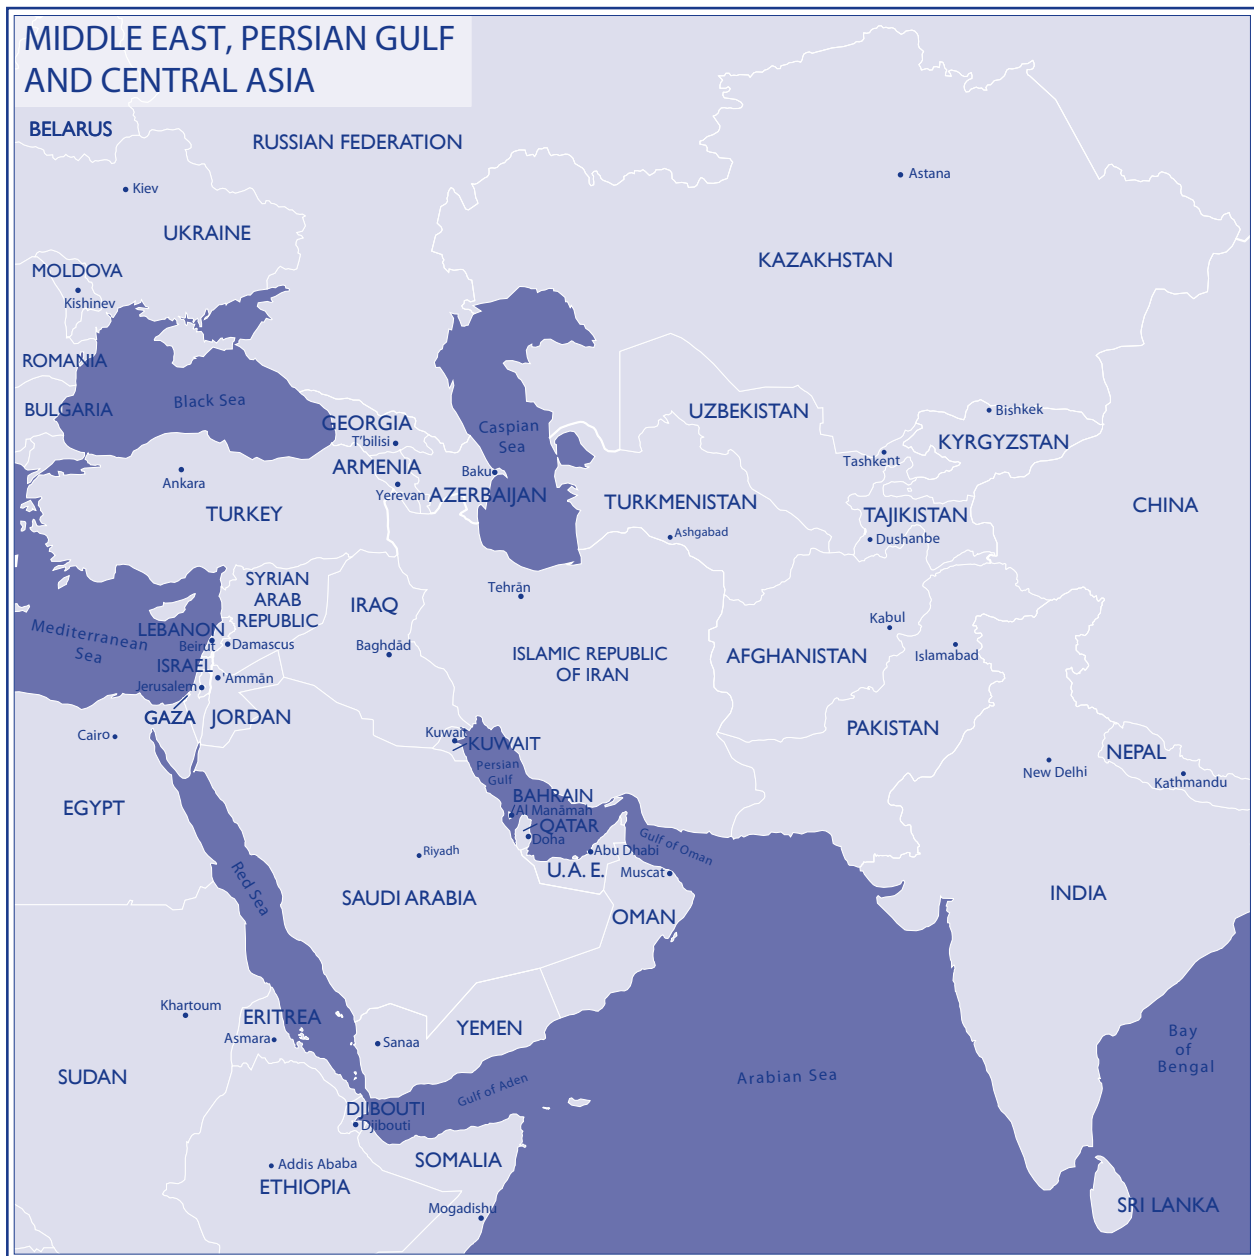 MIDDLE EAST, PERSIAN GULF
AND CENTRAL ASIA
BELARUS
RUSSIAN FEDERATION
Astana
Kiev
UKRAINE
KAZAKHSTAN
MOLDOVA
Kishinev
ROMANIA
Black Sea
BULGARIA
GEORGIA
T'bilisi
Caspian
Sea
UZBEKISTAN
Bishkek
KYRGYZSTAN
Tashkent
ARMENIA
Yerevan
Baku
AZERBAIJAN
Ankara
TURKEY
TURKMENISTAN
Ashgabad
TAJIKISTAN
Dushanbe
CHINA
SYRIAN
ARAB
REPUBLIC
IRAQ
Tehrān
Kabul
Mediterranean
Sea
LEBANON
Beirut
Damascus
Baghdād
ISLAMIC REPUBLIC
OF IRAN
AFGHANISTAN
Islamabad
ISRAEL
Jerusalem
'Ammān
GAZA
JORDAN
Cairo
Kuwait
KUWAIT
PAKISTAN
Persian
Gulf
New Delhi
NEPAL
Kathmandu
EGYPT
BAHRAIN
Al Manāmah
QATAR
Doha
Gulf of Oman
Abu Dhabi
U. A. E.
Muscat
Riyadh
Red Sea
SAUDI ARABIA
OMAN
INDIA
Khartoum
ERITREA
Asmara
Sanaa
YEMEN
Bay
of
Bengal
SUDAN
Arabian Sea
Gulf of Aden
DJIBOUTI
Djibouti
Addis Ababa
ETHIOPIA
SOMALIA
Mogadishu
SRI LANKA